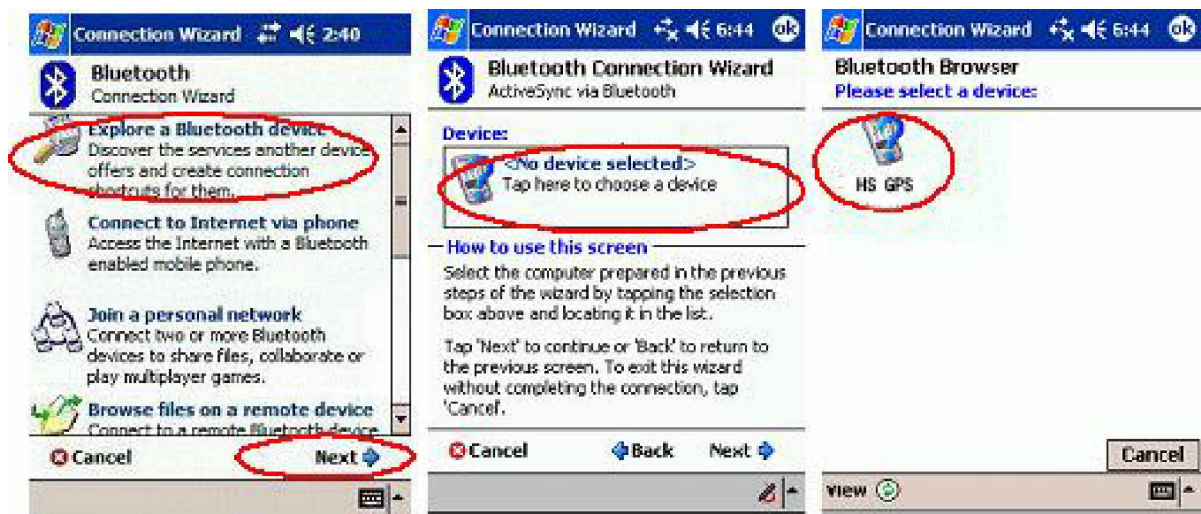 Connection Wizard 2:40
Bluetooth
Connection Wizard
Explore a Bluetooth device
Discover the services another device
offers and create connection
shortcuts for them.
Connect to Internet via phone
Access the Internet with a Bluetooth
enabled mobile phone.
Join a personal network
Connect two or more Bluetooth
devices to share files, collaborate or
play multiplayer games.
Browse files on a remote device
Connect to a remote Bluetooth device
Cancel Next
Connection Wizard 6:44 ok
Bluetooth Connection Wizard
ActiveSync via Bluetooth
Device:
<No device selected>
Tap here to choose a device
How to use this screen
Select the computer prepared in the previous
steps of the wizard by tapping the selection
box above and locating it in the list.
Tap 'Next' to continue or 'Back' to return to
the previous screen. To exit this wizard
without completing the connection, tap
'Cancel'.
Cancel Back Next
Connection Wizard 6:44 ok
Bluetooth Browser
Please select a device:
HS GPS
Cancel
View